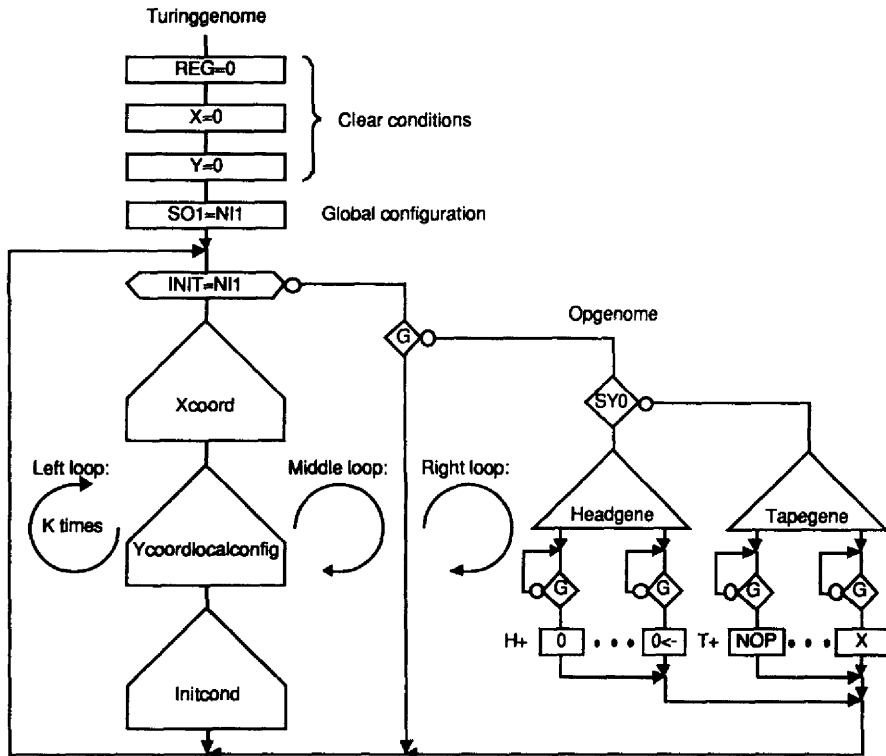 Turinggenome
REG=0
X=0
Clear conditions
Y=0
SO1=NI1
Global configuration
INIT=NI1
Opgenome
G
Xcoord
SY0
Left loop:
Middle loop:
Right loop:
K times
Headgene
Tapegene
Ycoordlocalconfig
G G G G
H+ 0 • • • 0<- T+ NOP • • • X
Initcond